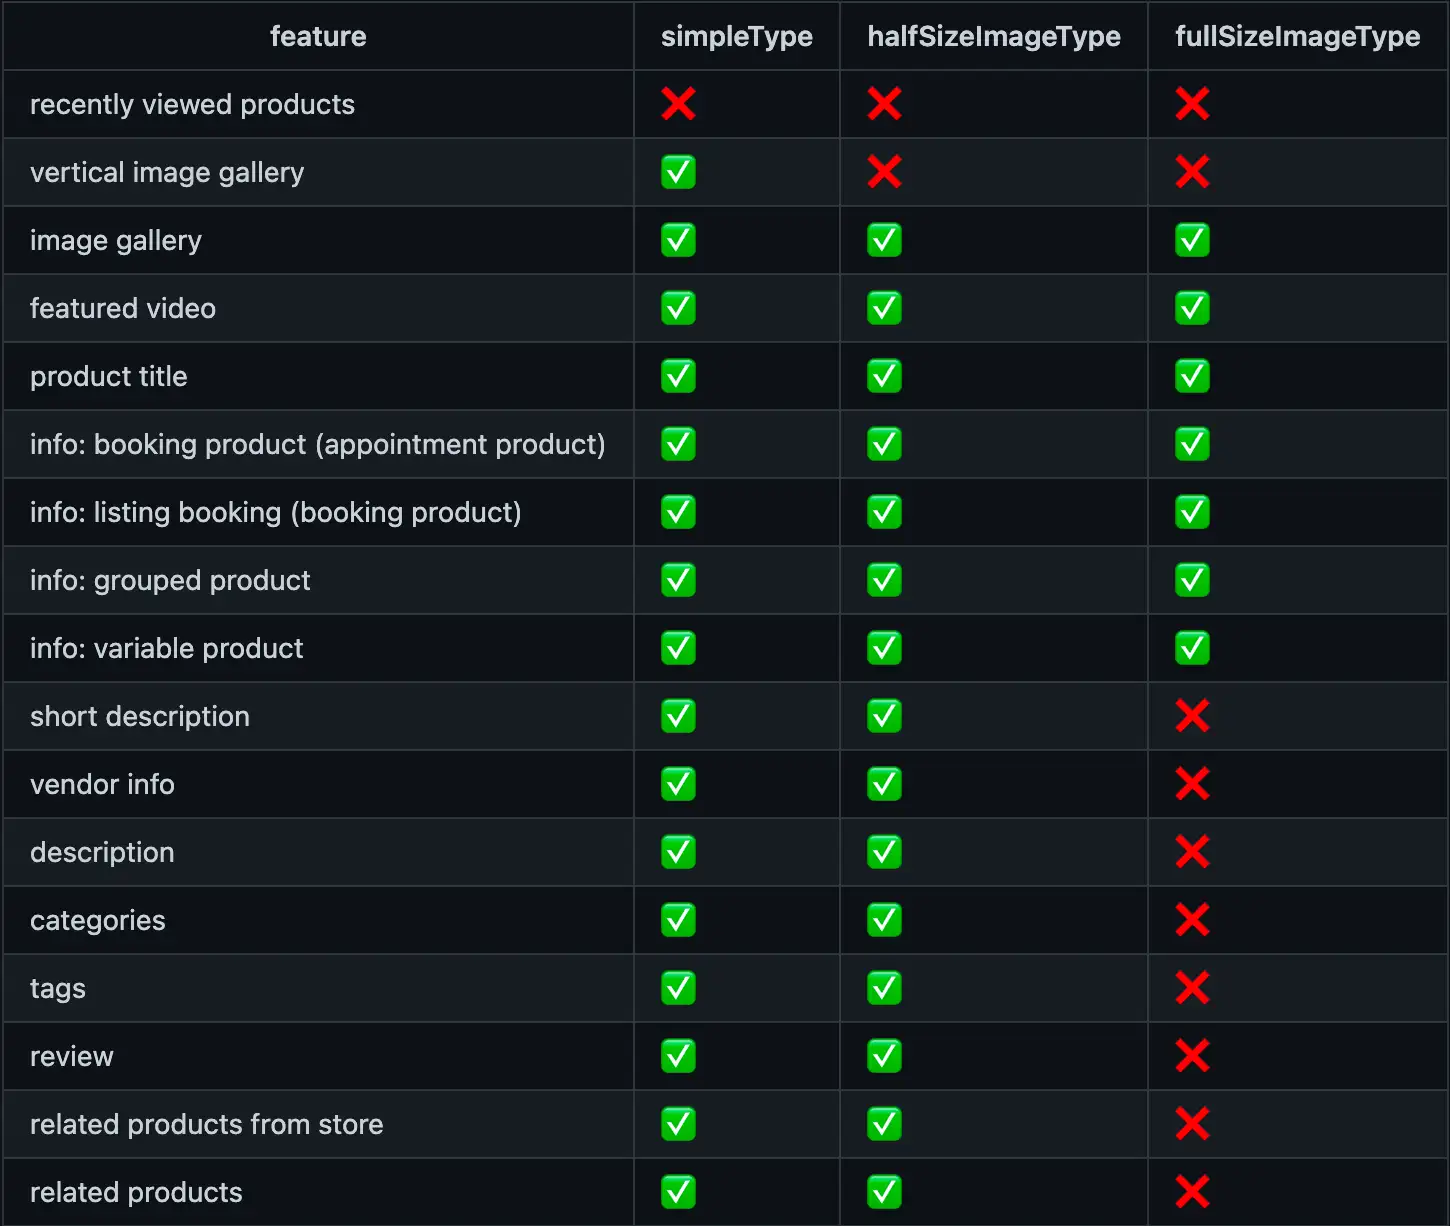 feature simpleType halfSizeImageType fullSizeImageType
recently viewed products ❌ ❌ ❌
vertical image gallery ✅ ❌ ❌
image gallery ✅ ✅ ✅
featured video ✅ ✅ ✅
product title ✅ ✅ ✅
info: booking product (appointment product) ✅ ✅ ✅
info: listing booking (booking product) ✅ ✅ ✅
info: grouped product ✅ ✅ ✅
info: variable product ✅ ✅ ✅
short description ✅ ✅ ❌
vendor info ✅ ✅ ❌
description ✅ ✅ ❌
categories ✅ ✅ ❌
tags ✅ ✅ ❌
review ✅ ✅ ❌
related products from store ✅ ✅ ❌
related products ✅ ✅ ❌